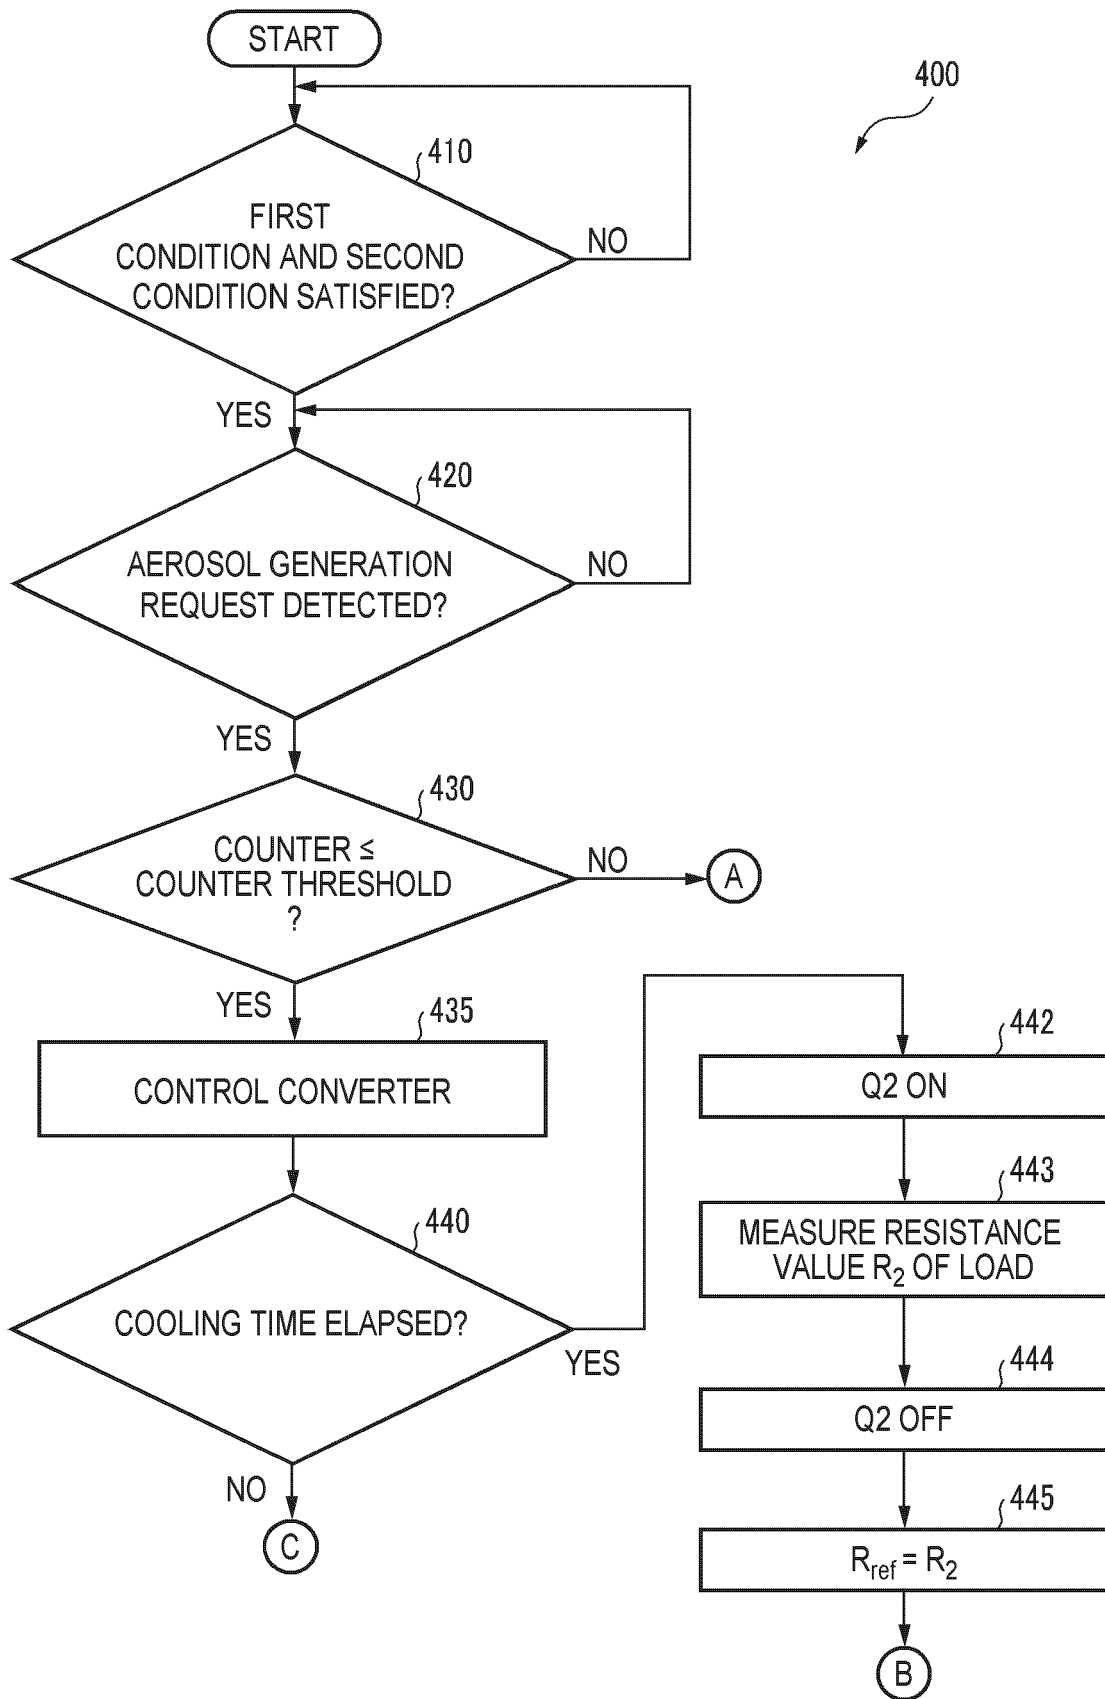 START
400
410
FIRST
CONDITION AND SECOND
CONDITION SATISFIED?
NO
YES
420
AEROSOL GENERATION
REQUEST DETECTED?
NO
YES
430
COUNTER ≤
COUNTER THRESHOLD
?
NO
A
YES
435
CONTROL CONVERTER
440
COOLING TIME ELAPSED?
YES
NO
C
442
Q2 ON
443
MEASURE RESISTANCE
VALUE R2 OF LOAD
444
Q2 OFF
445
Rref = R2
B